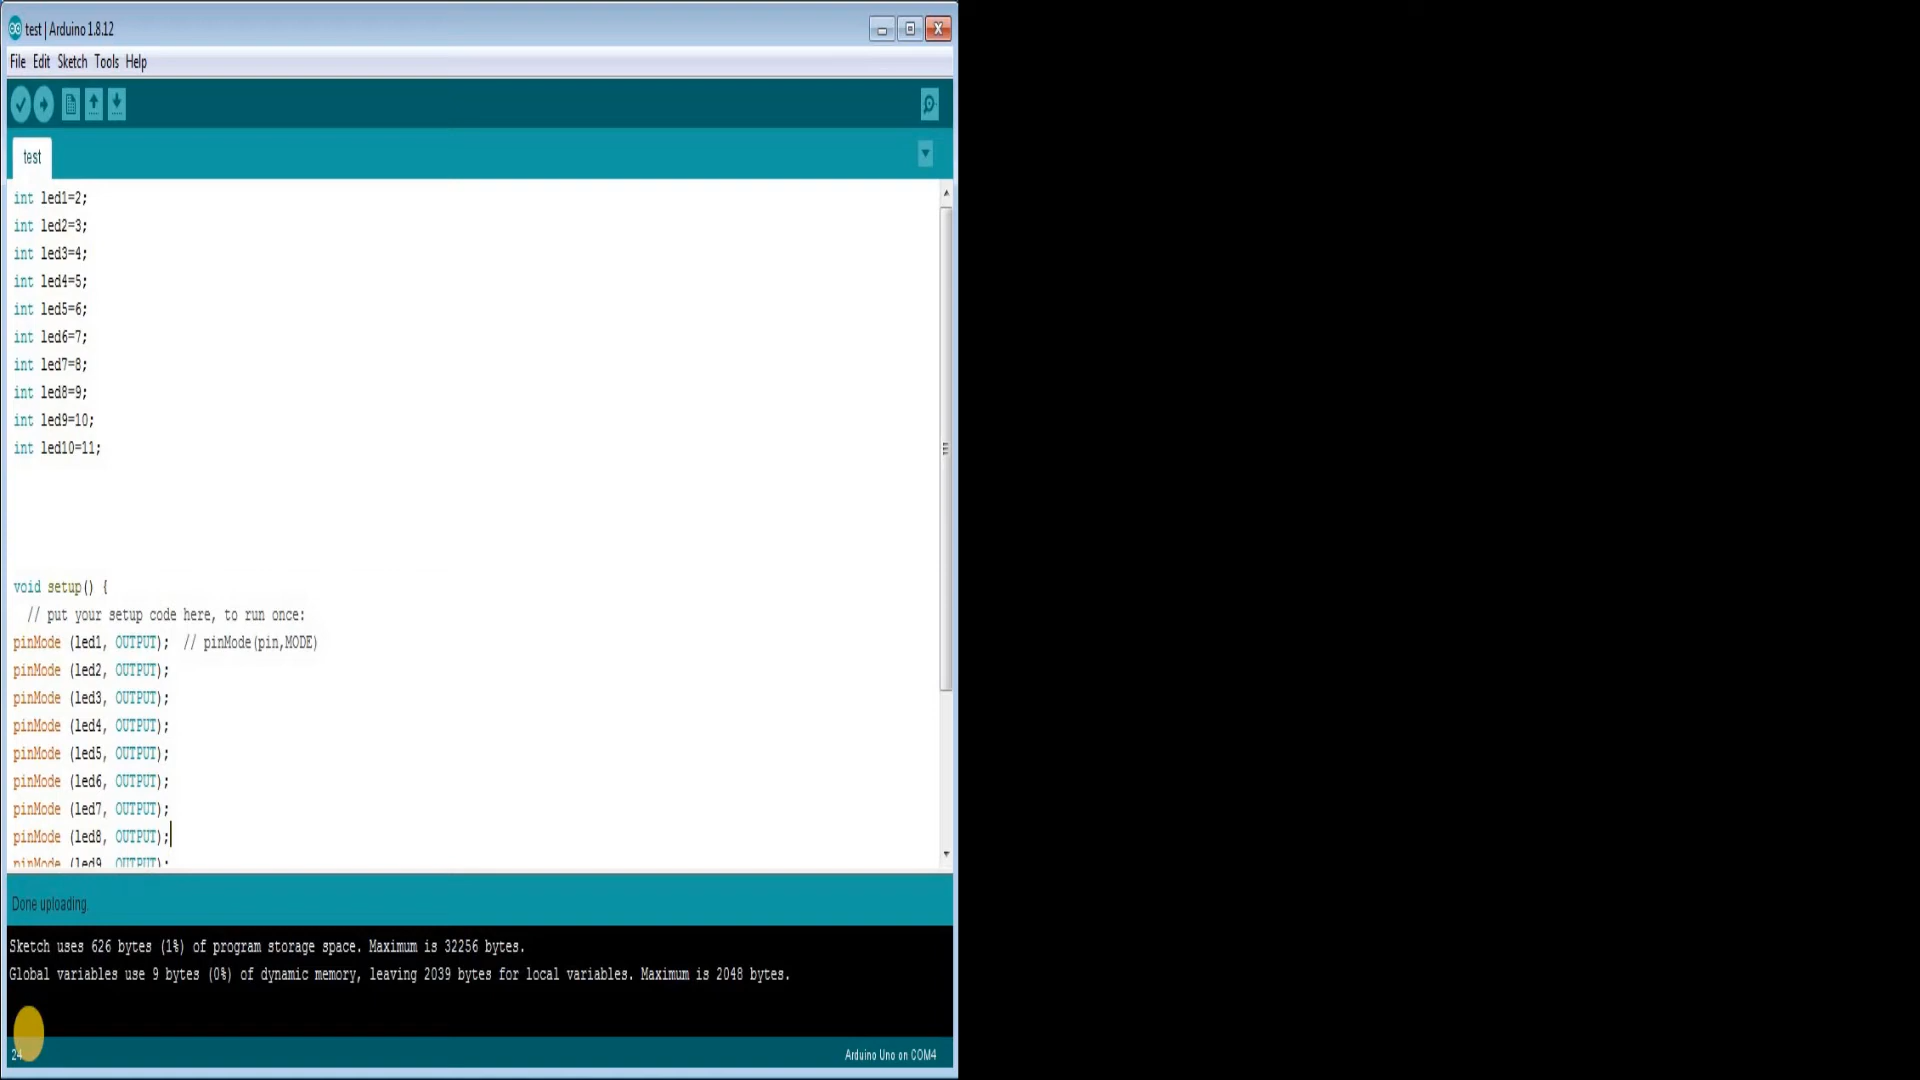 test | Arduino 1.8.12
File Edit Sketch Tools Help
test
int led1=2;
int led2=3;
int led3=4;
int led4=5;
int led5=6;
int led6=7;
int led7=8;
int led8=9;
int led9=10;
int led10=11;
void setup() {
// put your setup code here, to run once:
pinMode (led1, OUTPUT); // pinMode(pin,MODE)
pinMode (led2, OUTPUT);
pinMode (led3, OUTPUT);
pinMode (led4, OUTPUT);
pinMode (led5, OUTPUT);
pinMode (led6, OUTPUT);
pinMode (led7, OUTPUT);
pinMode (led8, OUTPUT);
pinMode (led9, OUTPUT);
Done uploading.
Sketch uses 626 bytes (1%) of program storage space. Maximum is 32256 bytes.
Global variables use 9 bytes (0%) of dynamic memory, leaving 2039 bytes for local variables. Maximum is 2048 bytes.
24
Arduino Uno on COM4